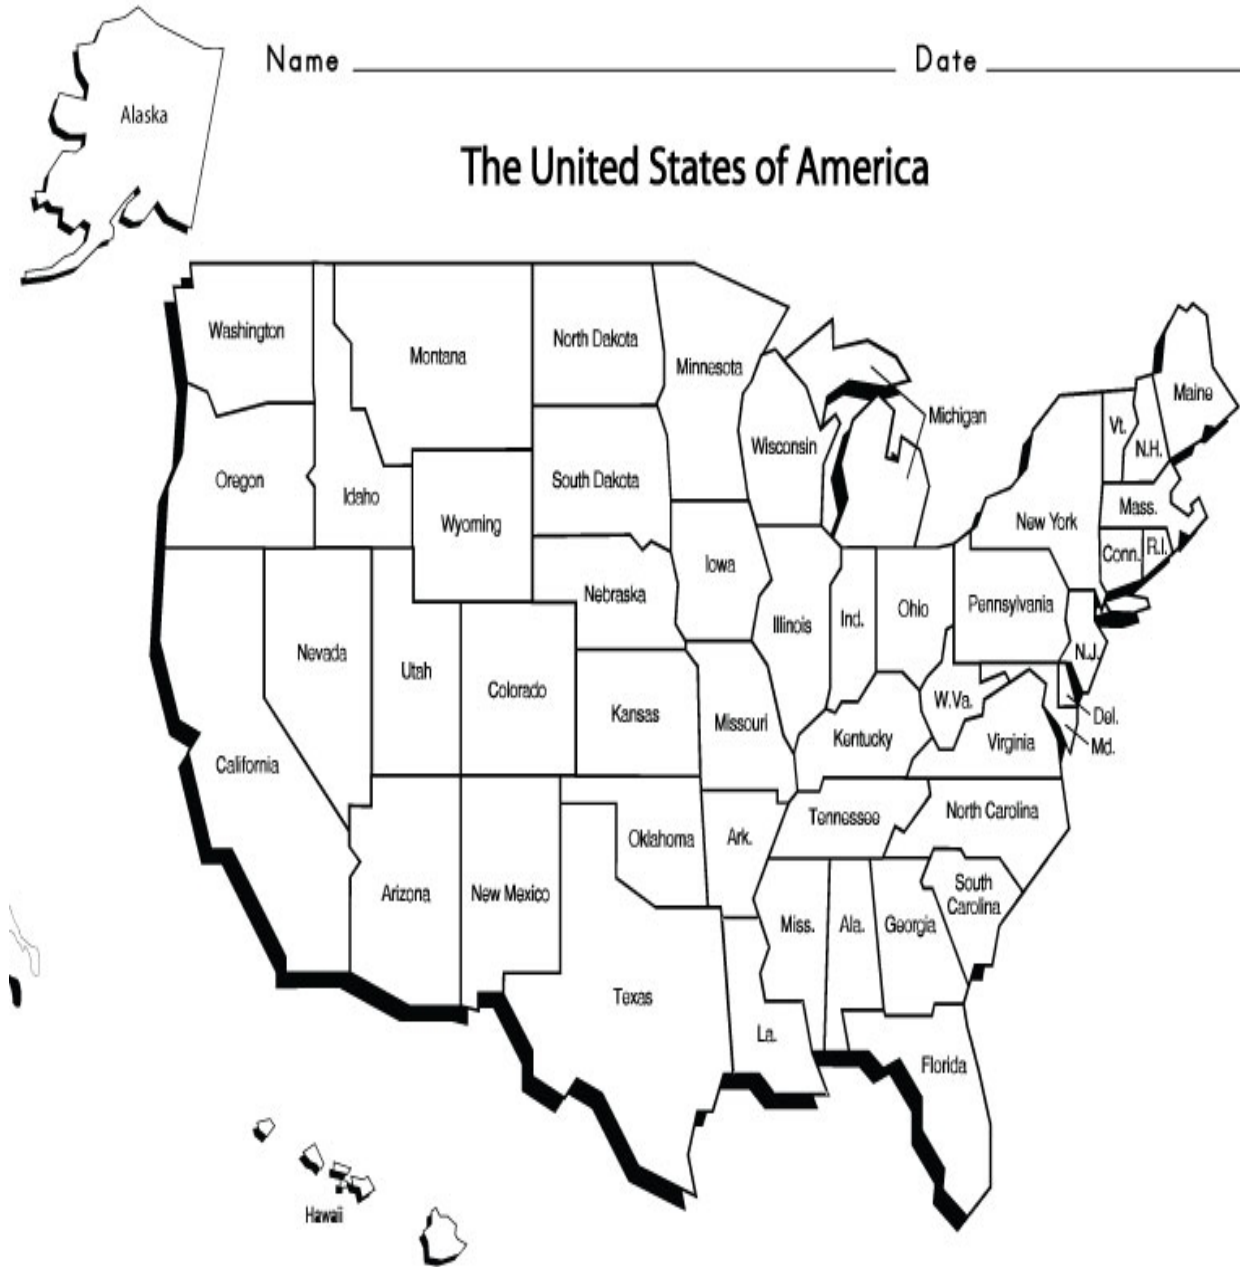 Name Date
Alaska
The United States of America
Washington
Montana
North Dakota
Minnesota
Michigan
Maine
Vt.
N.H.
Wisconsin
Oregon
Idaho
South Dakota
Wyoming
New York
Mass.
Conn.
R.I.
Iowa
Nebraska
Illinois
Ind.
Ohio
Pennsylvania
N.J.
Nevada
Utah
Colorado
Kansas
Missouri
W.Va.
Del.
Md.
Kentucky
Virginia
California
Tennessee
North Carolina
Oklahoma
Ark.
Arizona
New Mexico
South
Carolina
Miss.
Ala.
Georgia
Texas
La.
Florida
Hawaii